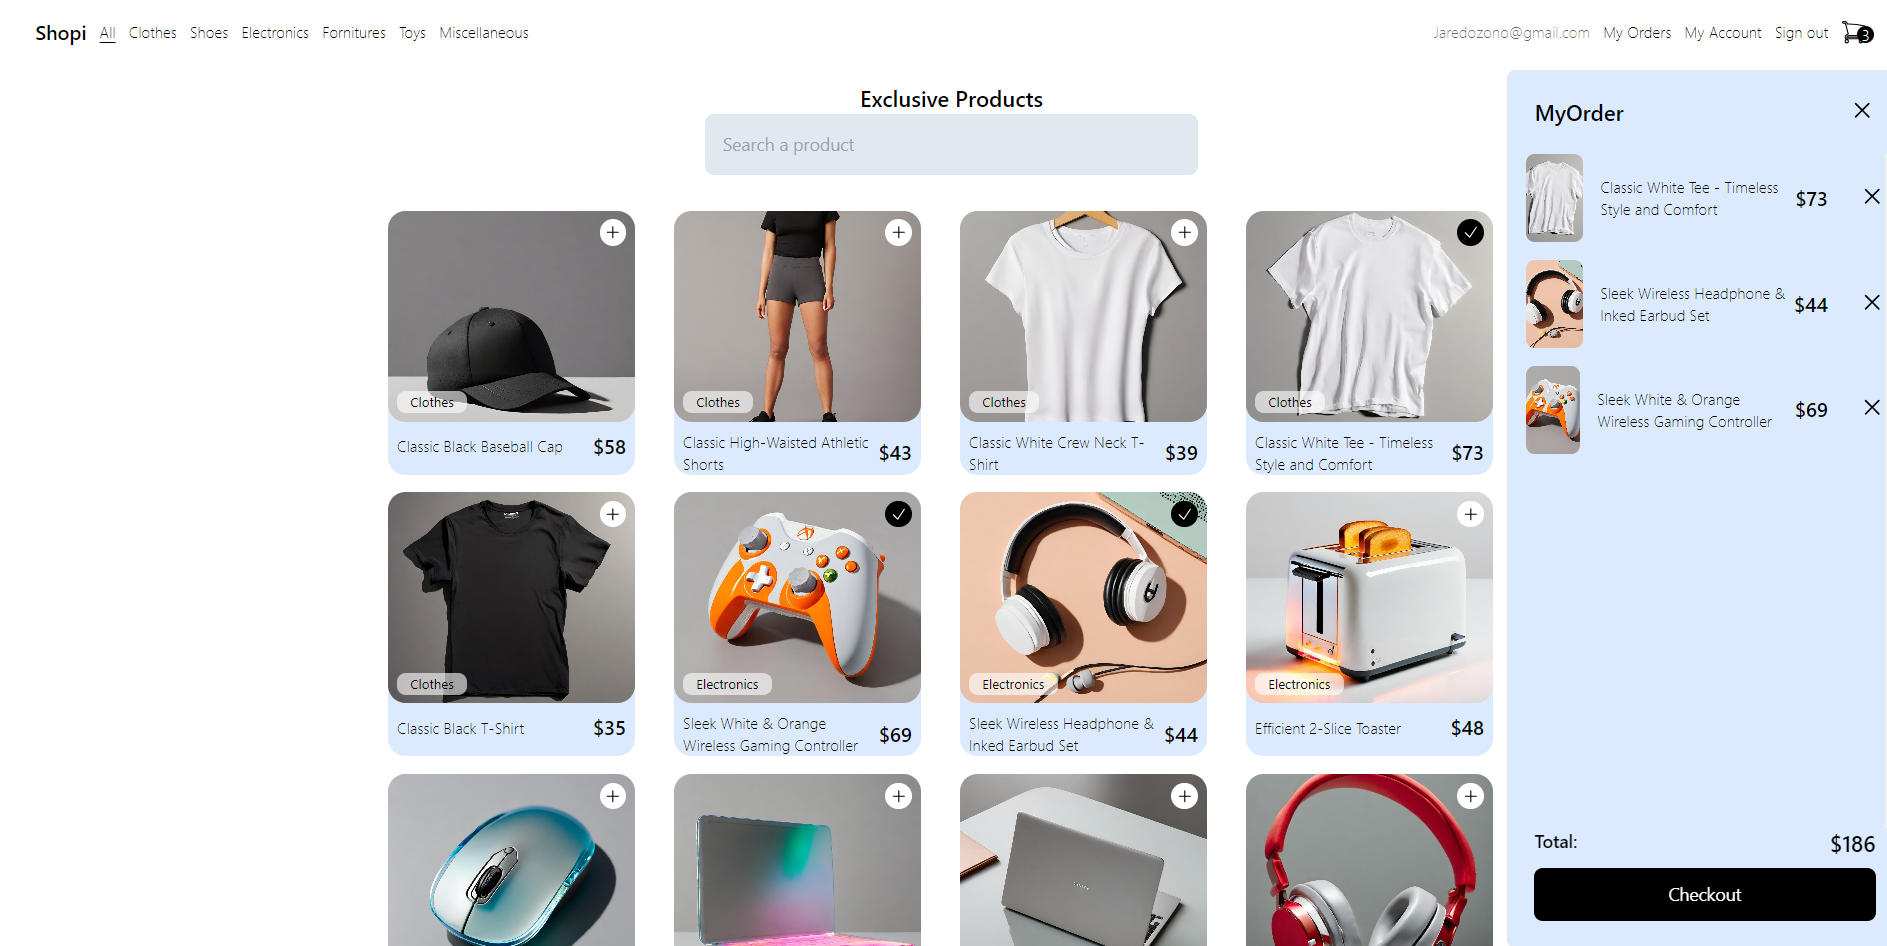 Shopi All Clothes Shoes Electronics Fornitures Toys Miscellaneous
Jaredozono@gmail.com My Orders My Account Sign out 3
Exclusive Products
Search a product
Clothes
Classic Black Baseball Cap $58
Clothes
Classic High-Waisted Athletic
Shorts
$43
Clothes
Classic White Crew Neck T-
Shirt
$39
Clothes
Classic White Tee - Timeless
Style and Comfort
$73
Clothes
Classic Black T-Shirt $35
Electronics
Sleek White & Orange
Wireless Gaming Controller
$69
Electronics
Sleek Wireless Headphone &
Inked Earbud Set
$44
Electronics
Efficient 2-Slice Toaster $48
MyOrder
Classic White Tee - Timeless
Style and Comfort
$73
Sleek Wireless Headphone &
Inked Earbud Set
$44
Sleek White & Orange
Wireless Gaming Controller
$69
Total: $186
Checkout